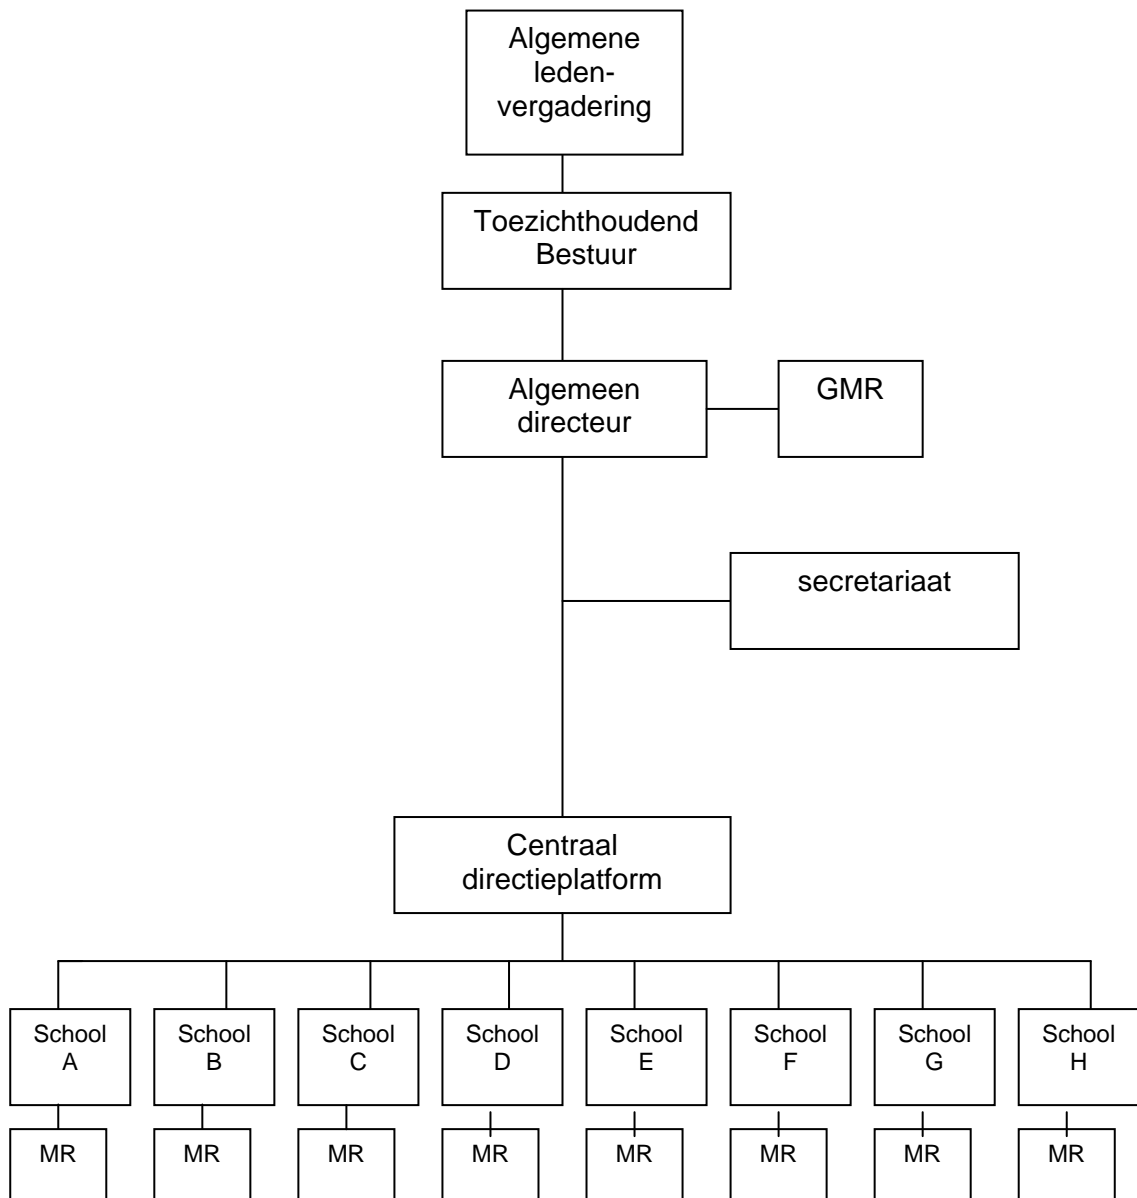 Algemene
leden-
vergadering
Toezichthoudend
Bestuur
Algemeen
directeur
GMR
secretariaat
Centraal
directieplatform
School
A
School
B
School
C
School
D
School
E
School
F
School
G
School
H
MR
MR
MR
MR
MR
MR
MR
MR